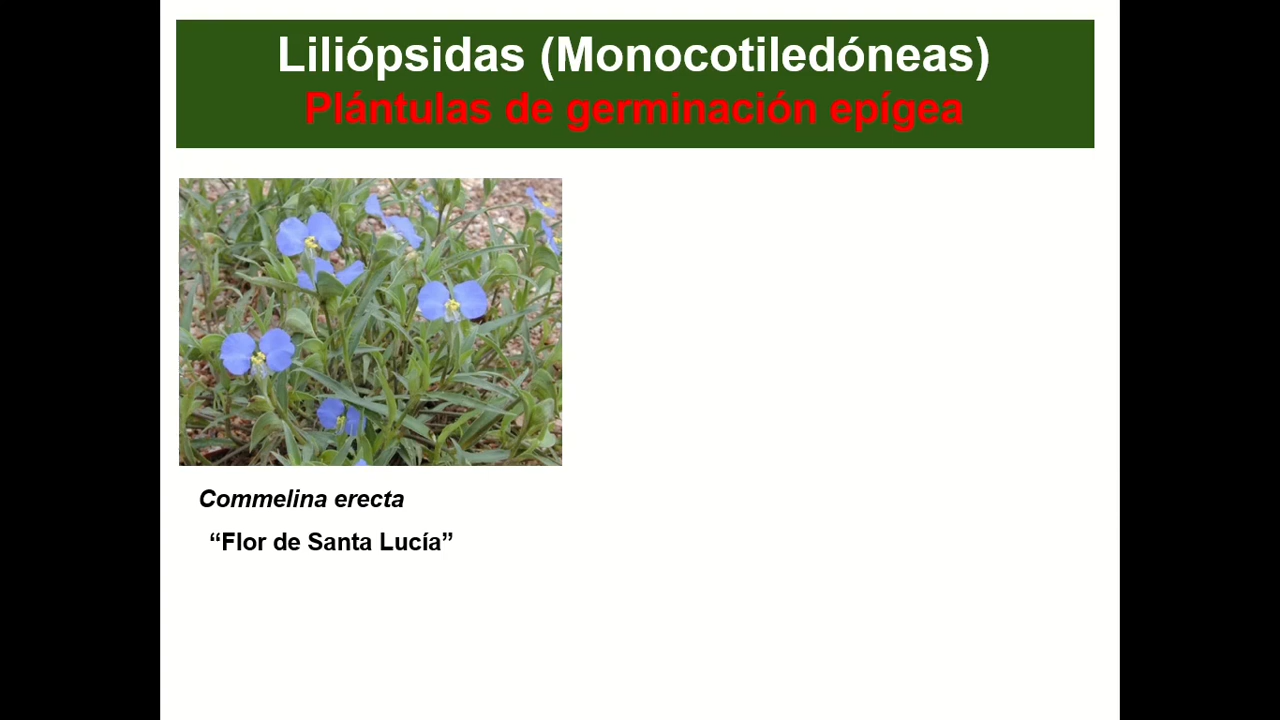 Liliópsidas (Monocotiledóneas)
Plántulas de germinación epígea
Commelina erecta
“Flor de Santa Lucía”